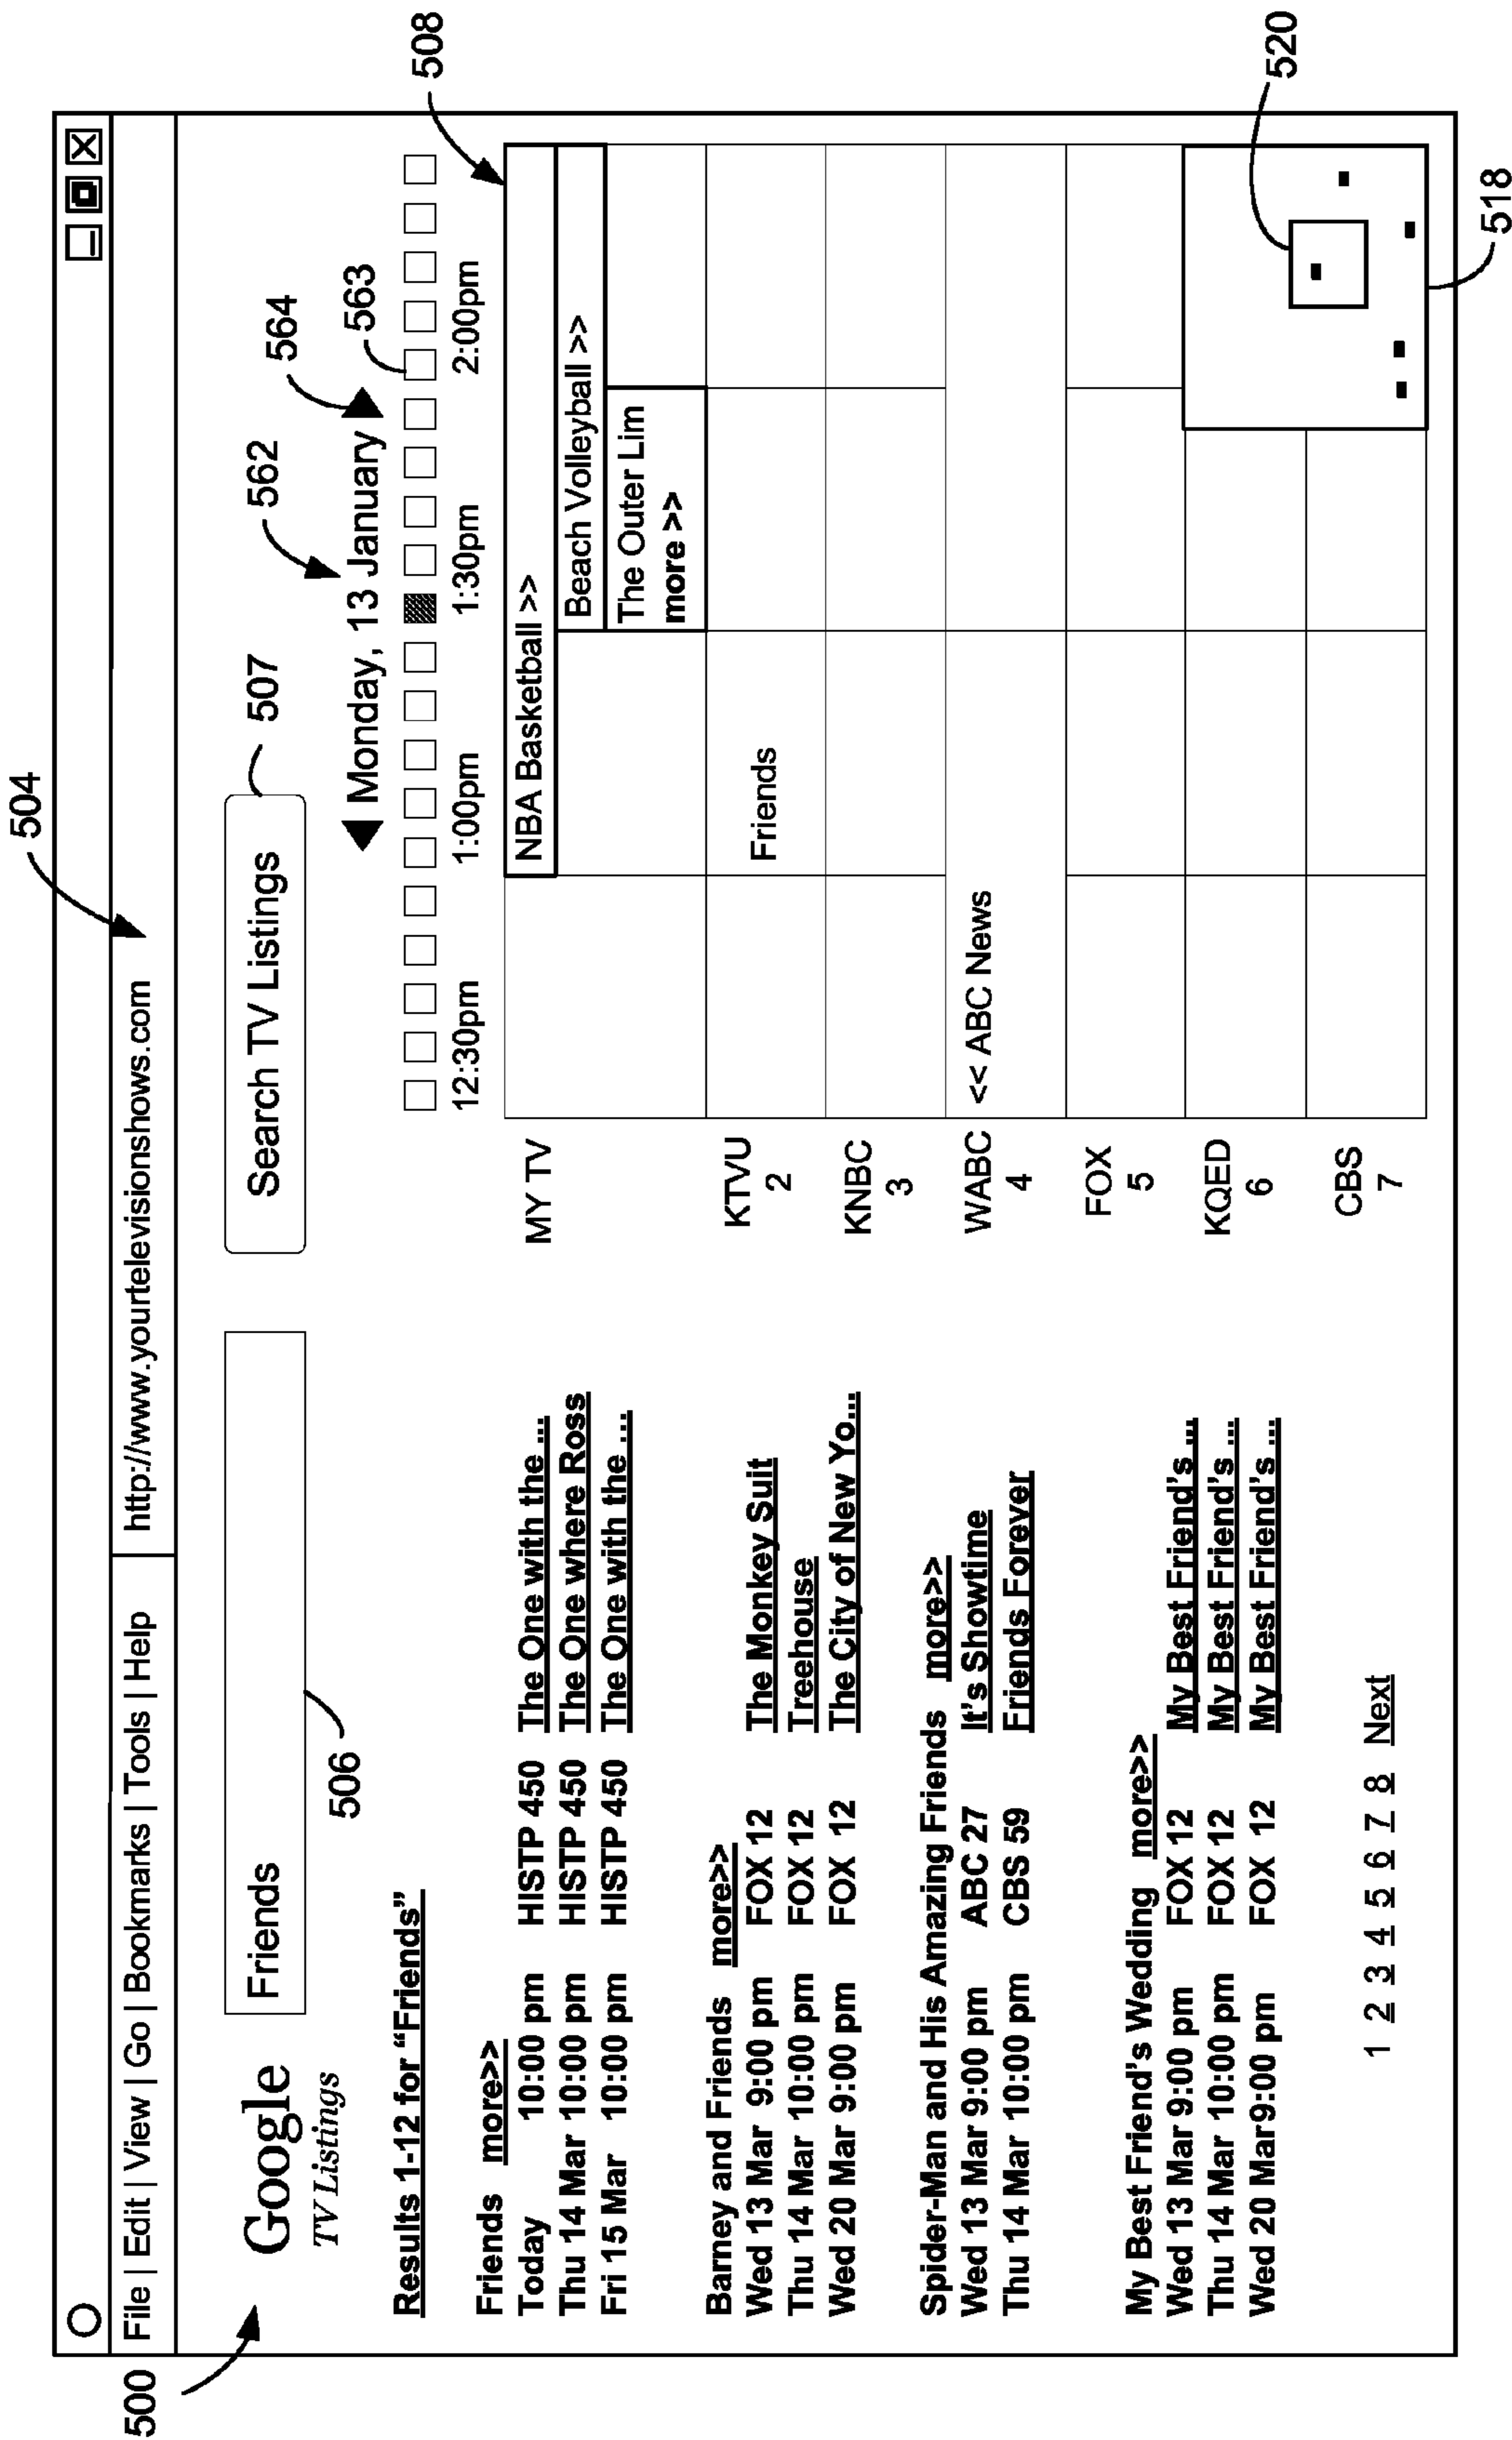 504
500
File | Edit | View | Go | Bookmarks | Tools | Help
http://www.yourtelevisionshows.com
Google
TV Listings
Friends
506
Search TV Listings
507
Results 1-12 for “Friends”
Friends more>>
Today 10:00 pm HISTP 450 The One with the ...
Thu 14 Mar 10:00 pm HISTP 450 The One where Ross
Fri 15 Mar 10:00 pm HISTP 450 The One with the ...
Barney and Friends more>>
Wed 13 Mar 9:00 pm FOX 12 The Monkey Suit
Thu 14 Mar 10:00 pm FOX 12 Treehouse
Wed 20 Mar 9:00 pm FOX 12 The City of New Yo...
Spider-Man and His Amazing Friends more>>
Wed 13 Mar 9:00 pm ABC 27 It's Showtime
Thu 14 Mar 10:00 pm CBS 59 Friends Forever
My Best Friend's Wedding more>>
Wed 13 Mar 9:00 pm FOX 12 My Best Friend's ...
Thu 14 Mar 10:00 pm FOX 12 My Best Friend's ...
Wed 20 Mar9:00 pm FOX 12 My Best Friend's ...
1 2 3 4 5 6 7 8 Next
562
564
563
508
Monday, 13 January
12:30pm 1:00pm 1:30pm 2:00pm
MY TV
NBA Basketball >>
Beach Volleyball >>
The Outer Lim
more >>
KTVU
2
Friends
KNBC
3
WABC
4
<< ABC News
FOX
5
KQED
6
CBS
7
520
518